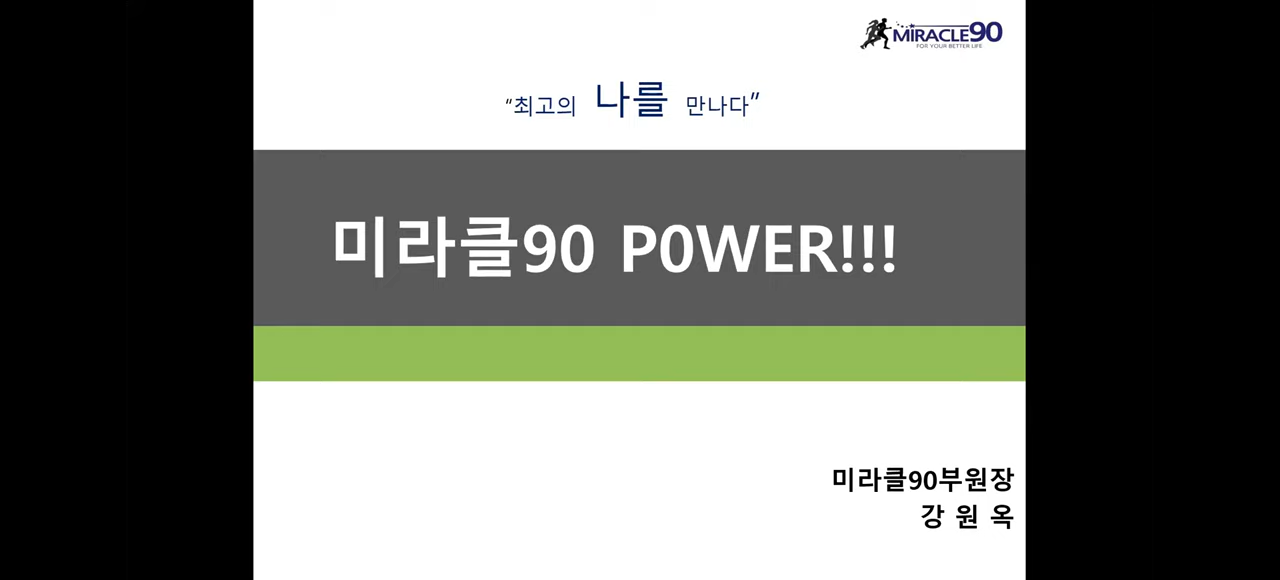 MIRACLE90
FOR YOUR BETTER LIFE
“최고의 나를 만나다”
미라클90 P0WER!!!
미라클90부원장
강 원 옥